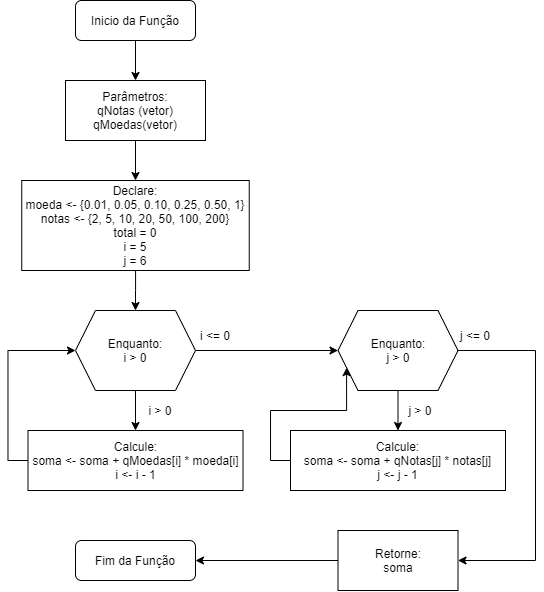 Inicio da Função
Parâmetros:
qNotas (vetor)
qMoedas(vetor)
Declare:
moeda <- {0.01, 0.05, 0.10, 0.25, 0.50, 1}
notas <- {2, 5, 10, 20, 50, 100, 200}
total = 0
i = 5
j = 6
Enquanto:
i > 0
i <= 0
i > 0
Calcule:
soma <- soma + qMoedas[i] * moeda[i]
i <- i - 1
Enquanto:
j > 0
j <= 0
j > 0
Calcule:
soma <- soma + qNotas[j] * notas[j]
j <- j - 1
Retorne:
soma
Fim da Função